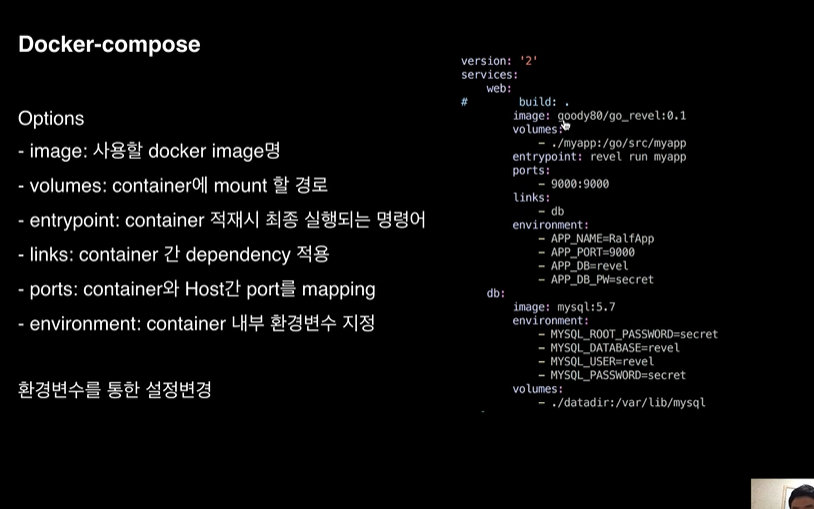 Docker-compose
Options
- image: 사용할 docker image명
- volumes: container에 mount 할 경로
- entrypoint: container 적재시 최종 실행되는 명령어
- links: container 간 dependency 적용
- ports: container와 Host간 port를 mapping
- environment: container 내부 환경변수 지정
환경변수를 통한 설정변경
version: '2'
services:
web:
# build: .
image: goody80/go_revel:0.1
volumes:
- ./myapp:/go/src/myapp
entrypoint: revel run myapp
ports:
- 9000:9000
links:
- db
environment:
- APP_NAME=RalfApp
- APP_PORT=9000
- APP_DB=revel
- APP_DB_PW=secret
db:
image: mysql:5.7
environment:
- MYSQL_ROOT_PASSWORD=secret
- MYSQL_DATABASE=revel
- MYSQL_USER=revel
- MYSQL_PASSWORD=secret
volumes:
- ./datadir:/var/lib/mysql